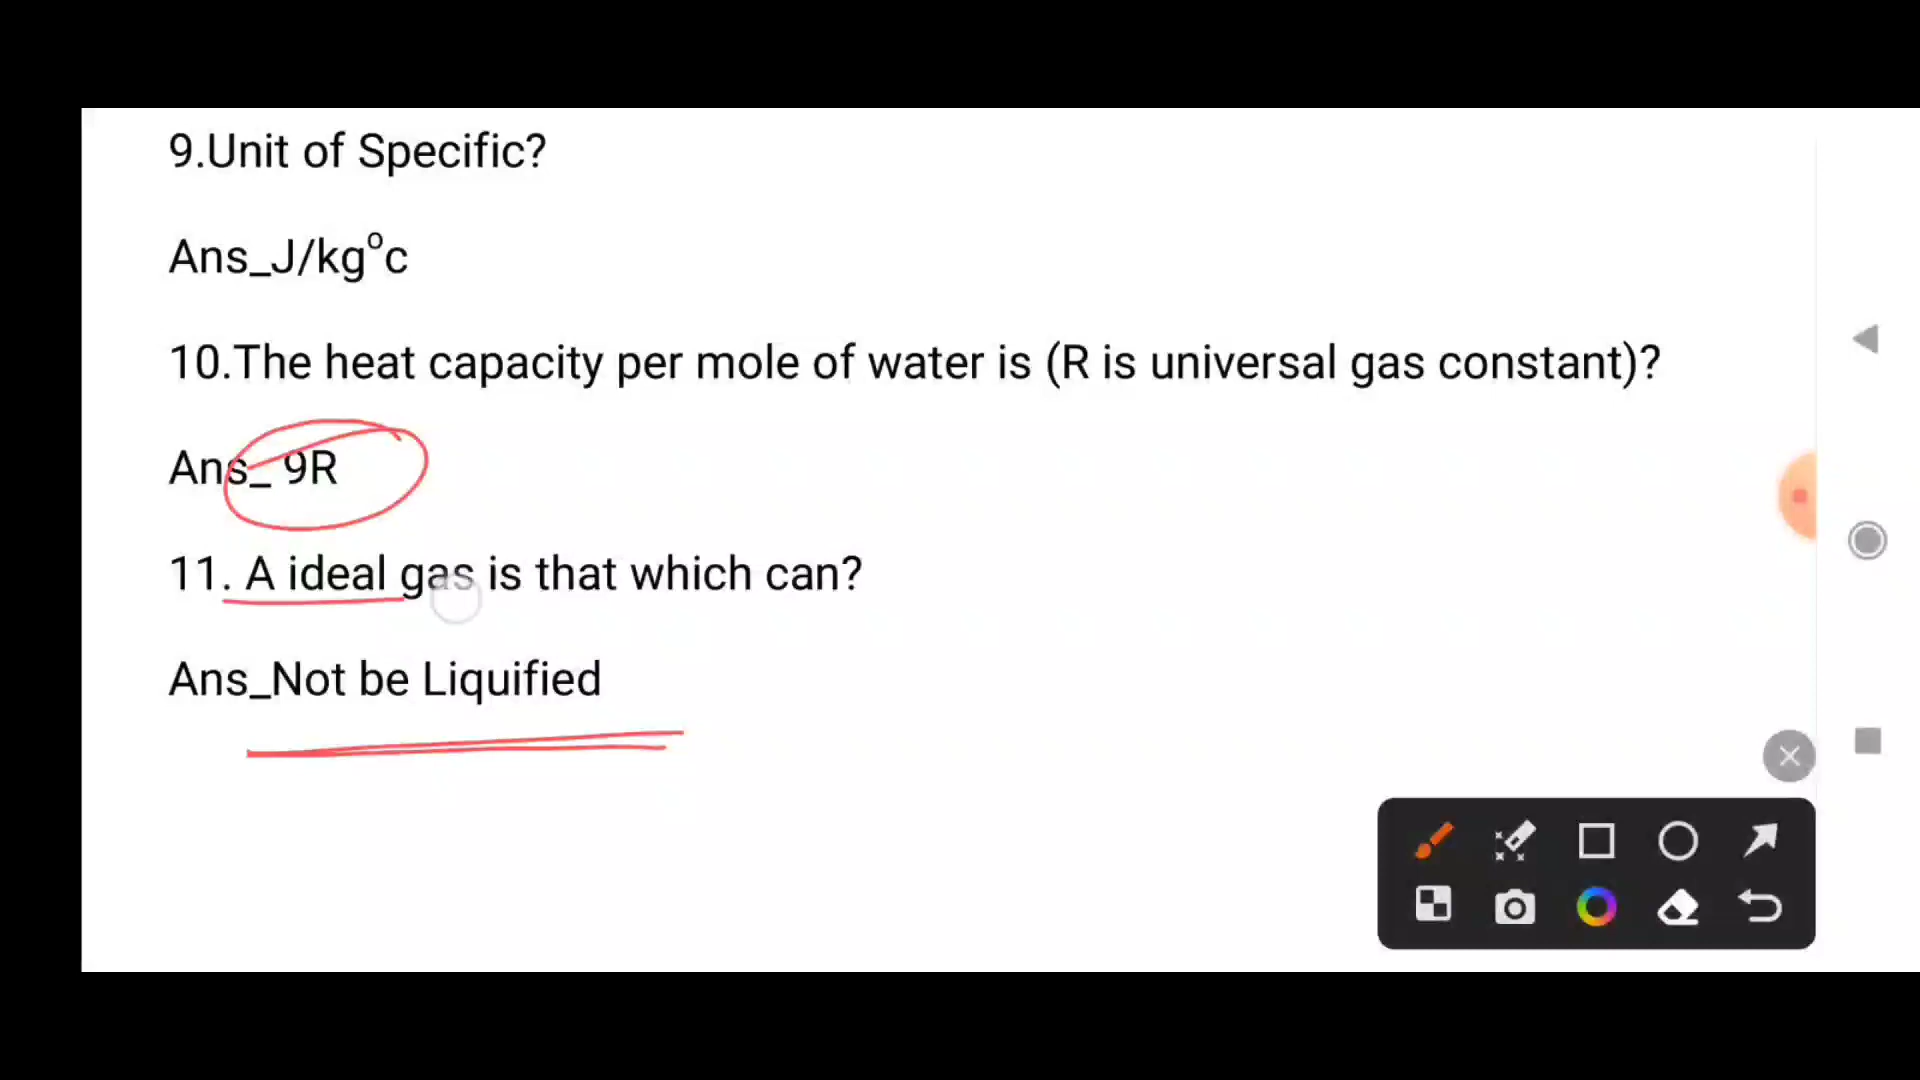 9.Unit of Specific?
Ans_J/kg⁰c
10.The heat capacity per mole of water is (R is universal gas constant)?
Ans_ 9R
11. A ideal gas is that which can?
Ans_Not be Liquified